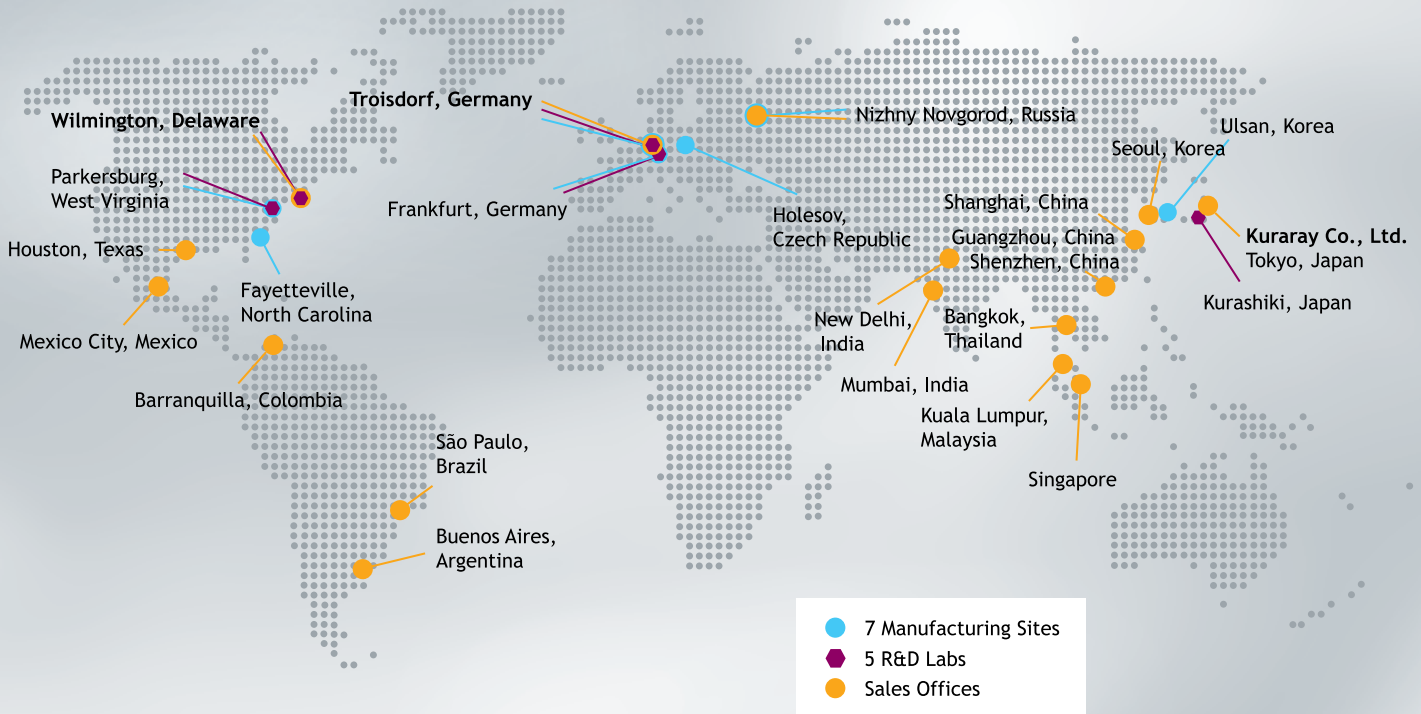 Troisdorf, Germany
Wilmington, Delaware
Nizhny Novgorod, Russia
Ulsan, Korea
Seoul, Korea
Parkersburg,
West Virginia
Frankfurt, Germany
Shanghai, China
Holesov,
Czech Republic
Guangzhou, China
Shenzhen, China
Kuraray Co., Ltd.
Tokyo, Japan
Houston, Texas
Fayetteville,
North Carolina
Kurashiki, Japan
Mexico City, Mexico
New Delhi,
India
Bangkok,
Thailand
Mumbai, India
Barranquilla, Colombia
Kuala Lumpur,
Malaysia
São Paulo,
Brazil
Singapore
Buenos Aires,
Argentina
7 Manufacturing Sites
5 R&D Labs
Sales Offices